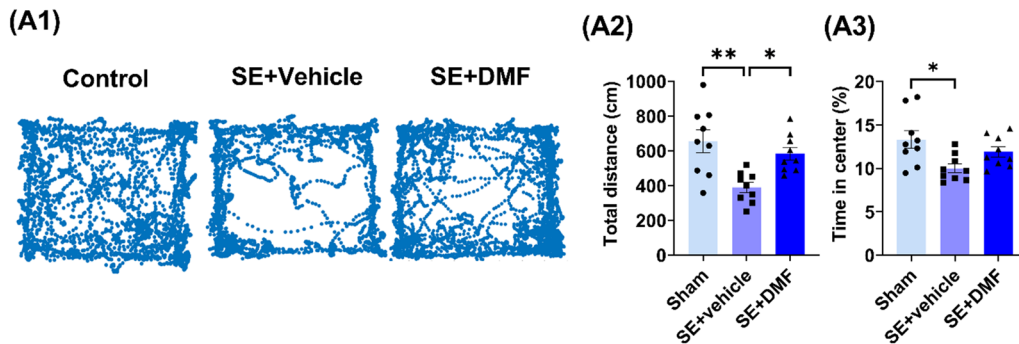 (A1)
Control
SE+Vehicle
SE+DMF
(A2)
**
*
Total distance (cm)
1000
800
600
400
200
0
Sham
SE+vehicle
SE+DMF
(A3)
*
Time in center (%)
20
15
10
5
0
Sham
SE+vehicle
SE+DMF